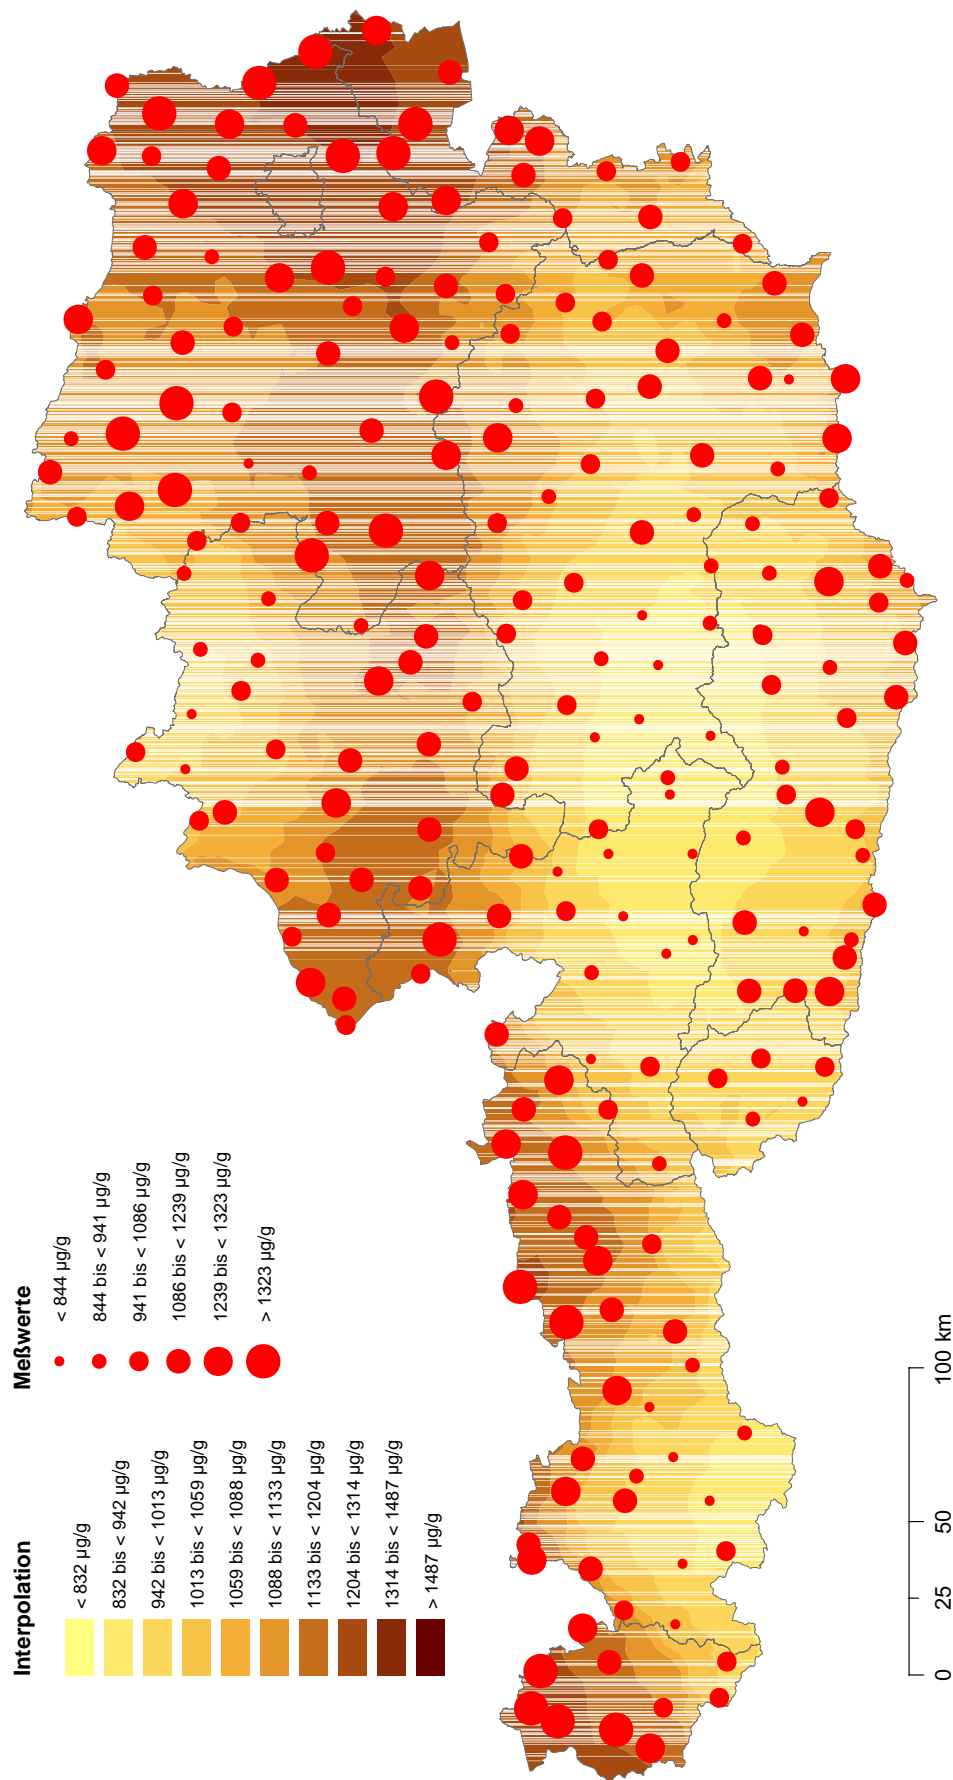 Interpolation
< 832 µg/g
832 bis < 942 µg/g
942 bis < 1013 µg/g
1013 bis < 1059 µg/g
1059 bis < 1088 µg/g
1088 bis < 1133 µg/g
1133 bis < 1204 µg/g
1204 bis < 1314 µg/g
1314 bis < 1487 µg/g
> 1487 µg/g
Meßwerte
< 844 µg/g
844 bis < 941 µg/g
941 bis < 1086 µg/g
1086 bis < 1239 µg/g
1239 bis < 1323 µg/g
> 1323 µg/g
0 25 50 100 km